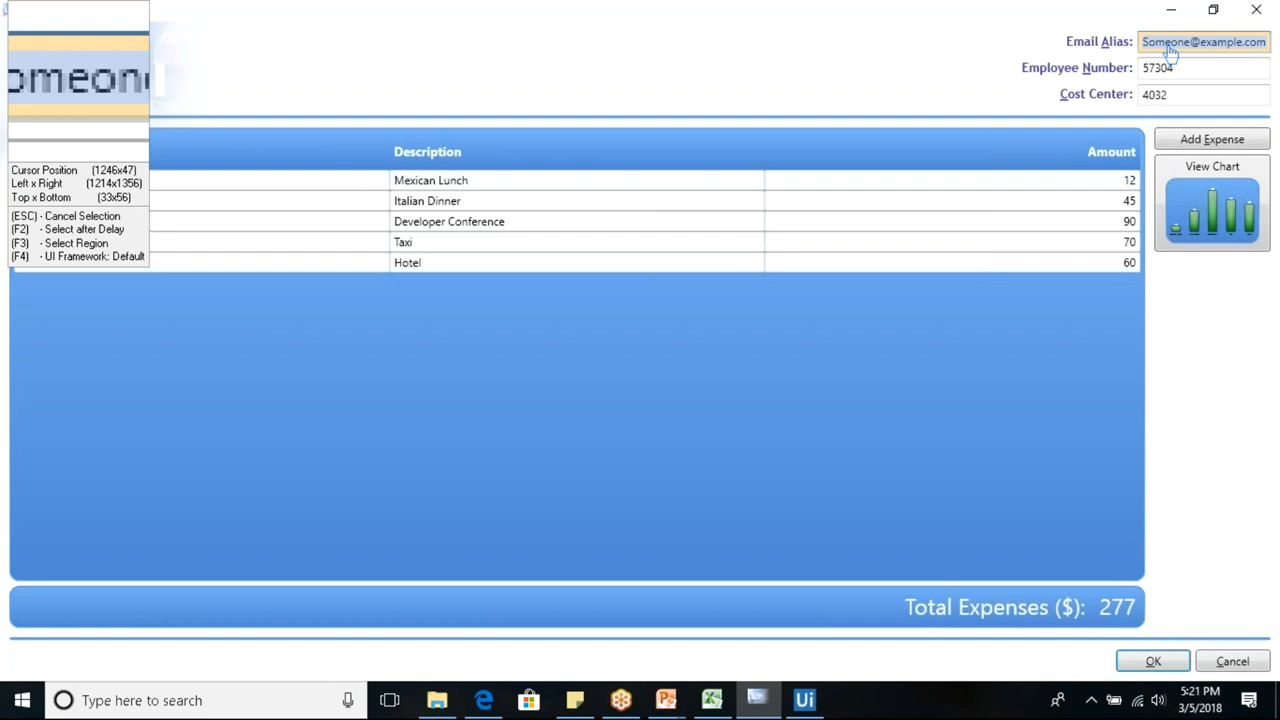 Email Alias: Someone@example.com
Employee Number: 57304
Cost Center: 4032
omeone
Cursor Position (1246x47)
Left x Right (1214x1356)
Top x Bottom (33x56)
(ESC) - Cancel Selection
(F2) - Select after Delay
(F3) - Select Region
(F4) - UI Framework: Default
Description Amount
Mexican Lunch 12
Italian Dinner 45
Developer Conference 90
Taxi 70
Hotel 60
Add Expense
View Chart
Total Expenses ($): 277
OK Cancel
Type here to search
Ui
5:21 PM
3/5/2018